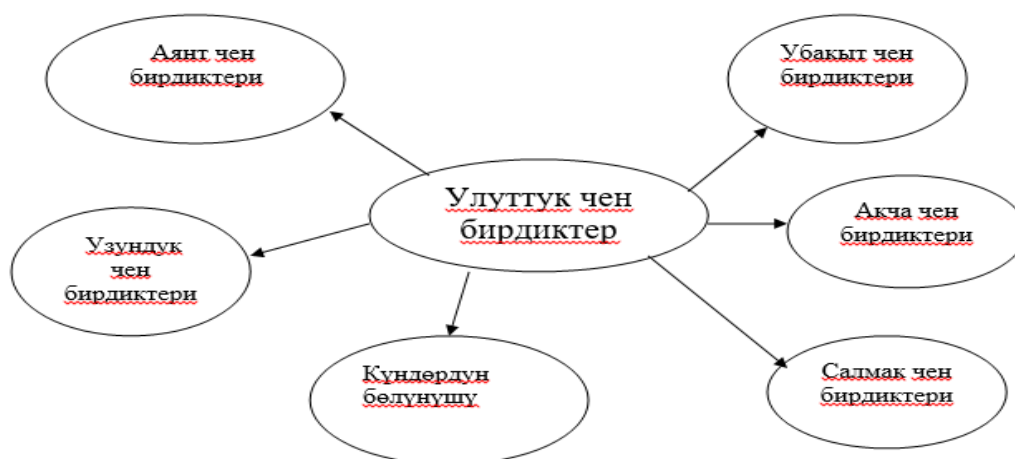 Аянт чен
бирдиктери
Убакыт чен
бирдиктери
Улуттук чен
бирдиктер
Акча чен
бирдиктери
Узундук
чен
бирдиктери
Күндөрдүн
бөлүнүшү
Салмак чен
бирдиктери